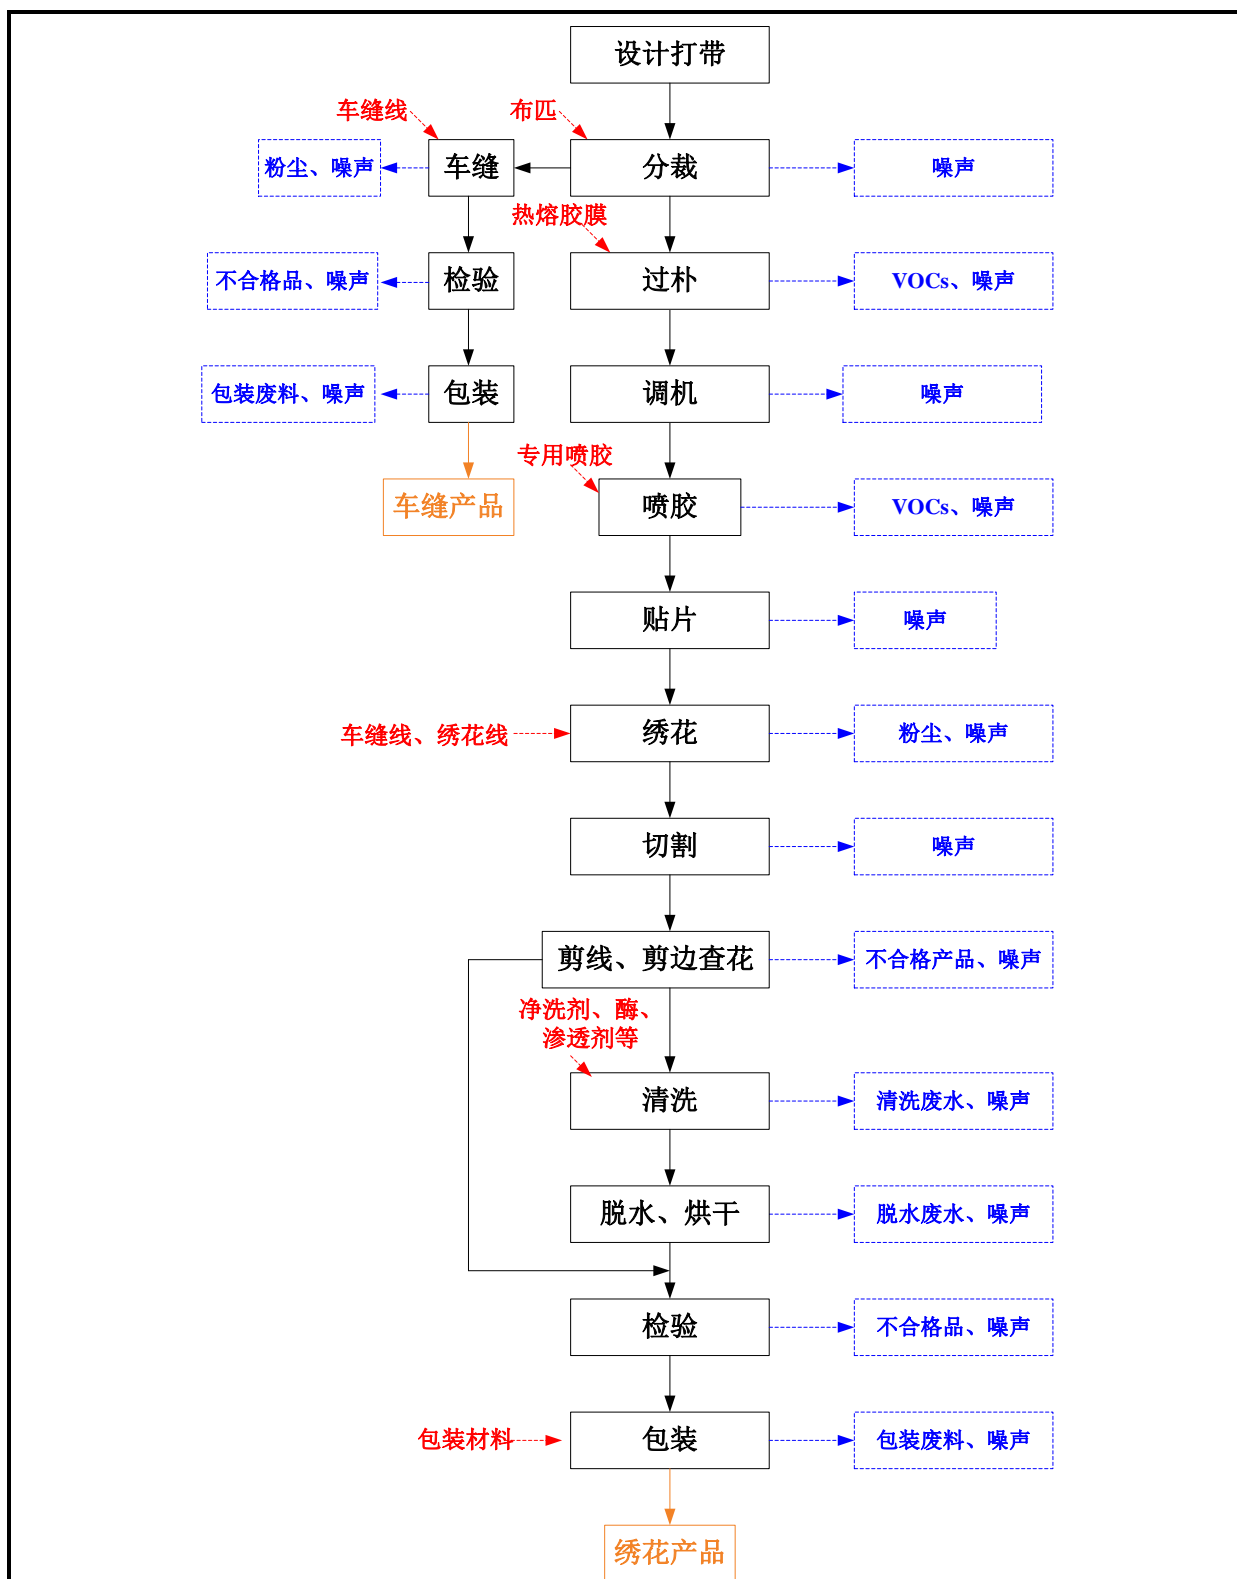 设计打带
车缝线
布匹
粉尘、噪声
车缝
分裁
噪声
热熔胶膜
不合格品、噪声
检验
过朴
VOCs、噪声
包装废料、噪声
包装
调机
噪声
专用喷胶
车缝产品
喷胶
VOCs、噪声
贴片
噪声
车缝线、绣花线
绣花
粉尘、噪声
切割
噪声
剪线、剪边查花
不合格产品、噪声
净洗剂、酶、
渗透剂等
清洗
清洗废水、噪声
脱水、烘干
脱水废水、噪声
检验
不合格品、噪声
包装材料
包装
包装废料、噪声
绣花产品